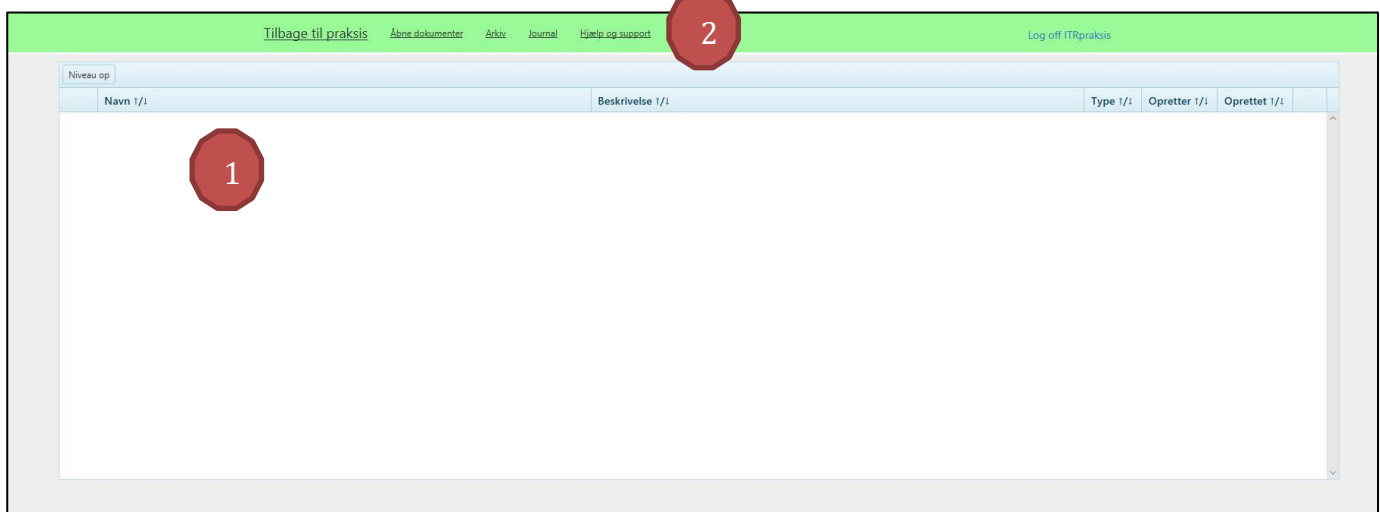 Tilbage til praksis Åbne dokumenter Arkiv Journal Hjælp og support 2 Log off ITRpraksis
Niveau op
Navn ↑/↓ Beskrivelse ↑/↓ Type ↑/↓ Opretter ↑/↓ Oprettet ↑/↓
1